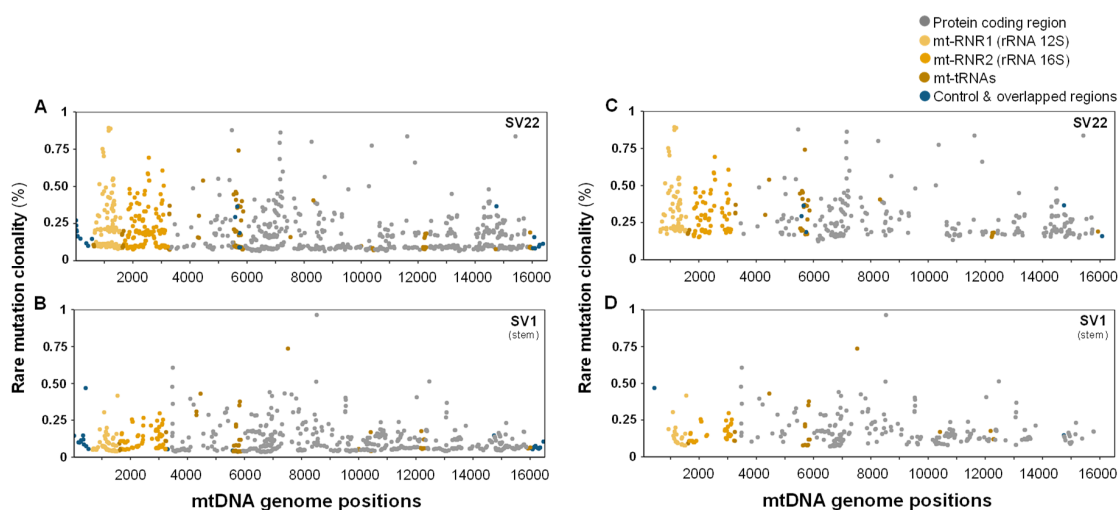 Protein coding region
mt-RNR1 (rRNA 12S)
mt-RNR2 (rRNA 16S)
mt-tRNAs
Control & overlapped regions
A
SV22
1
0.75
0.50
0.25
0
2000 4000 6000 8000 10000 12000 14000 16000
B
SV1
(stem)
1
0.75
0.50
0.25
0
2000 4000 6000 8000 10000 12000 14000 16000
Rare mutation clonality (%)
mtDNA genome positions
C
SV22
1
0.75
0.50
0.25
0
2000 4000 6000 8000 10000 12000 14000 16000
D
SV1
(stem)
1
0.75
0.50
0.25
0
2000 4000 6000 8000 10000 12000 14000 16000
Rare mutation clonality (%)
mtDNA genome positions